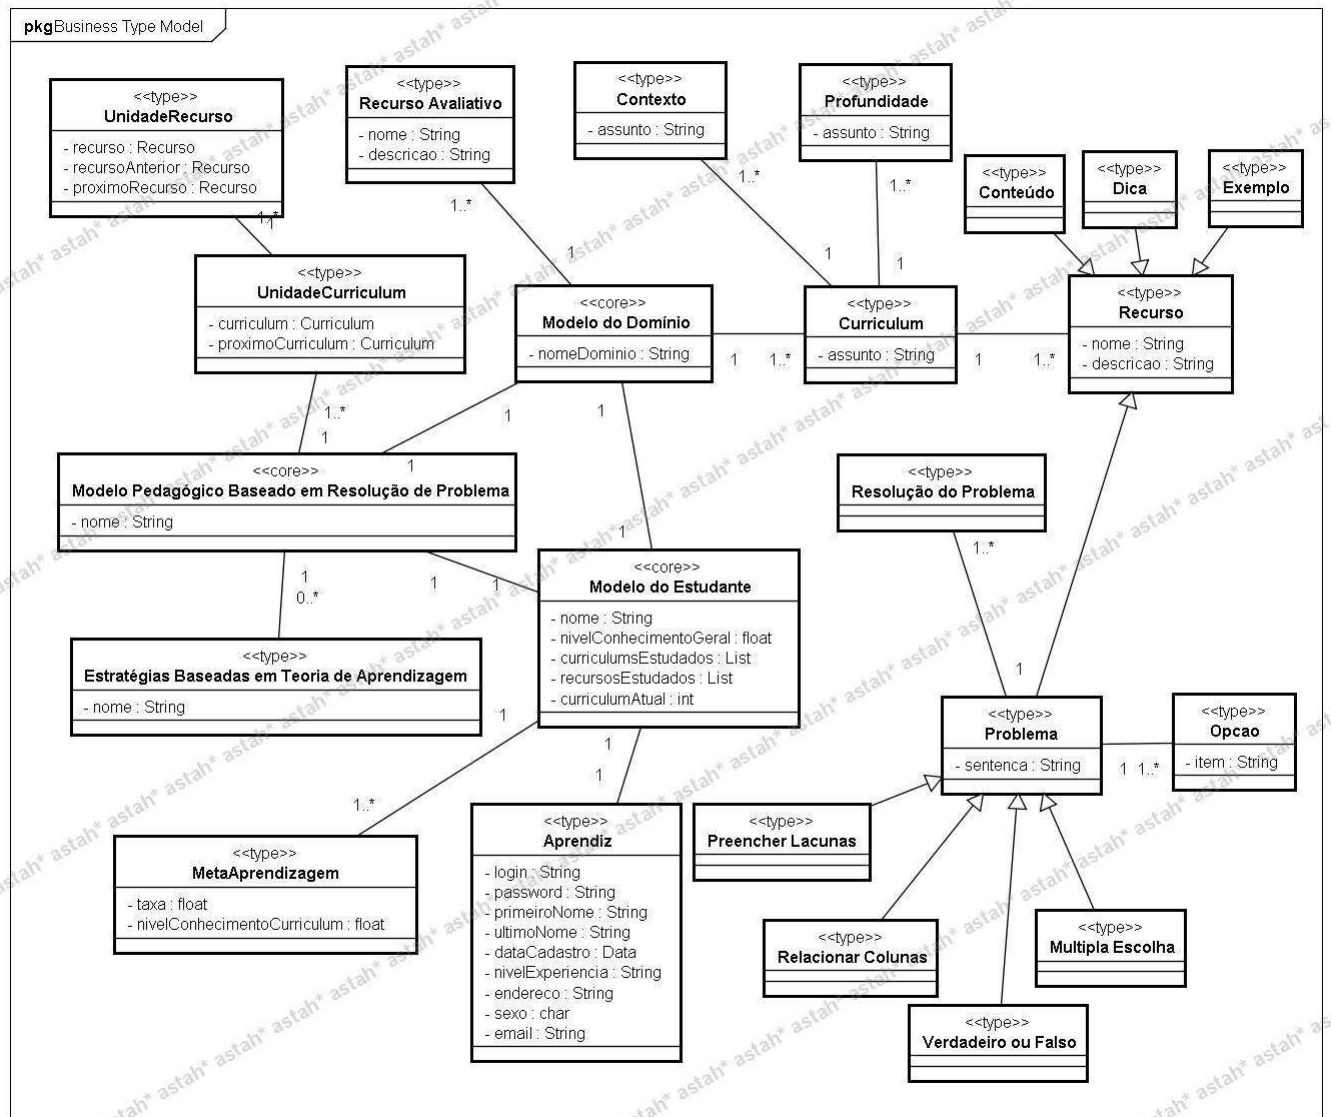 pkgBusiness Type Model
<<type>>
UnidadeRecurso
- recurso : Recurso
- recursoAnterior : Recurso
- proximoRecurso : Recurso
<<type>>
Recurso Avaliativo
- nome : String
- descricao : String
<<type>>
Contexto
- assunto : String
<<type>>
Profundidade
- assunto : String
<<type>>
Conteúdo
<<type>>
Dica
<<type>>
Exemplo
1..*
1
1..*
1
1..*
1
1..*
1
<<type>>
UnidadeCurriculum
- curriculum : Curriculum
- proximoCurriculum : Curriculum
<<core>>
Modelo do Domínio
- nomeDominio : String
1
1..*
<<type>>
Curriculum
- assunto : String
1
1..*
<<type>>
Recurso
- nome : String
- descricao : String
1..*
1
1
1
1
1
<<core>>
Modelo Pedagógico Baseado em Resolução de Problema
- nome : String
<<type>>
Resolução do Problema
1..*
1
1
0..*
1
1
<<core>>
Modelo do Estudante
- nome : String
- nivelConhecimentoGeral : float
- curriculumsEstudados : List
- recursosEstudados : List
- curriculumAtual : int
<<type>>
Estratégias Baseadas em Teoria de Aprendizagem
- nome : String
<<type>>
Problema
- sentenca : String
1 1..*
<<type>>
Opcao
- item : String
1
1..*
1
1
<<type>>
MetaAprendizagem
- taxa : float
- nivelConhecimentoCurriculum : float
<<type>>
Aprendiz
- login : String
- password : String
- primeiroNome : String
- ultimoNome : String
- dataCadastro : Data
- nivelExperiencia : String
- endereco : String
- sexo : char
- email : String
<<type>>
Preencher Lacunas
<<type>>
Relacionar Colunas
<<type>>
Multipla Escolha
<<type>>
Verdadeiro ou Falso
astah* astah* astah* astah* astah* astah*